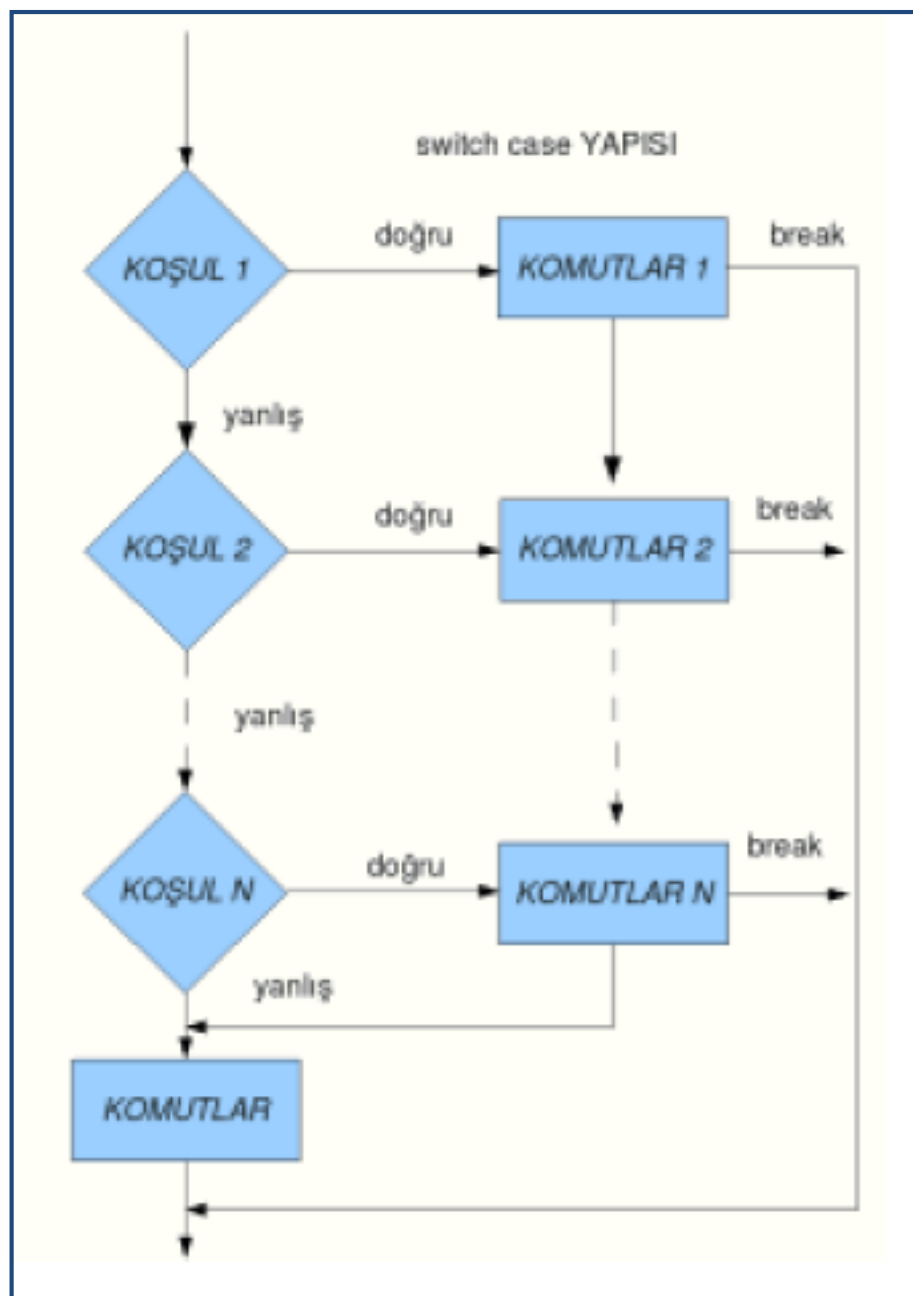 switch case YAPISI
doğru
break
KOŞUL 1
KOMUTLAR 1
yanlış
doğru
break
KOŞUL 2
KOMUTLAR 2
yanlış
doğru
break
KOŞUL N
KOMUTLAR N
yanlış
KOMUTLAR